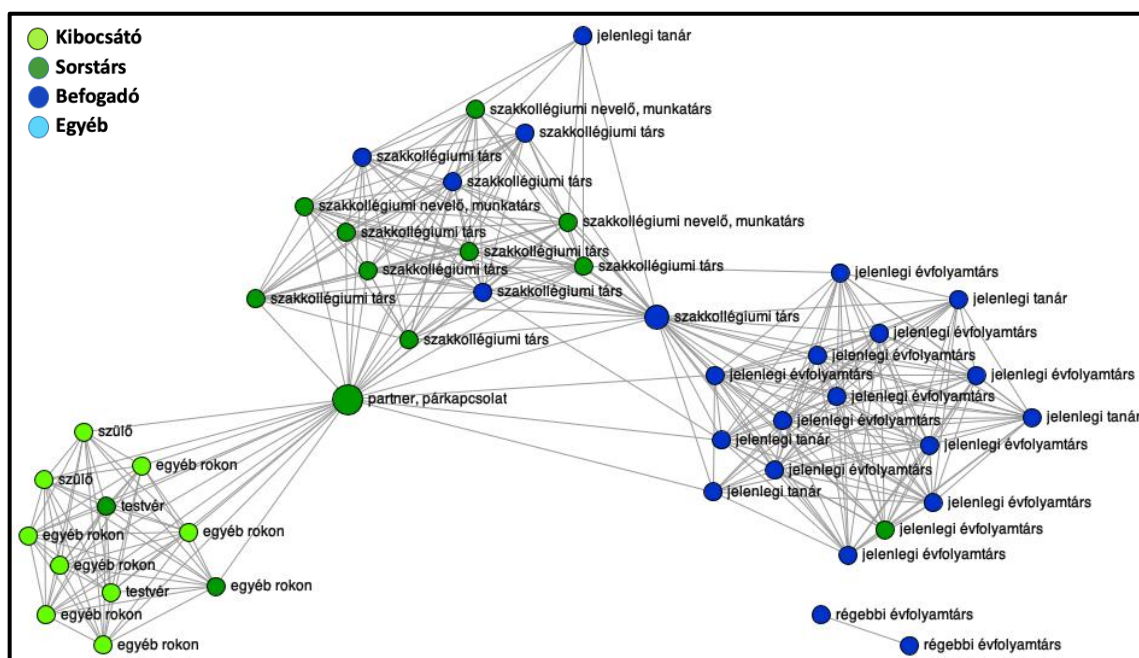 Kibocsátó
Sorstárs
Befogadó
Egyéb
jelenlegi tanár
szakkollégiumi nevelő, munkatárs
szakkollégiumi társ
szakkollégiumi társ
szakkollégiumi társ
szakkollégiumi nevelő, munkatárs
szakkollégiumi nevelő, munkatárs
szakkollégiumi társ
szakkollégiumi társ
szakkollégiumi társ
szakkollégiumi társ
szakkollégiumi társ
szakkollégiumi társ
szakkollégiumi társ
szakkollégiumi társ
partner, párkapcsolat
jelenlegi évfolyamtárs
jelenlegi tanár
jelenlegi évfolyamtárs
jelenlegi évfolyamtárs
jelenlegi évfolyamtárs
jelenlegi évfolyamtárs
jelenlegi évfolyamtárs
jelenlegi tanár
jelenlegi évfolyamtárs
jelenlegi tanár
jelenlegi évfolyamtárs
jelenlegi évfolyamtárs
jelenlegi tanár
jelenlegi évfolyamtárs
jelenlegi évfolyamtárs
jelenlegi évfolyamtárs
szülő
egyéb rokon
szülő
testvér
egyéb rokon
egyéb rokon
egyéb rokon
egyéb rokon
testvér
egyéb rokon
egyéb rokon
régebbi évfolyamtárs
régebbi évfolyamtárs